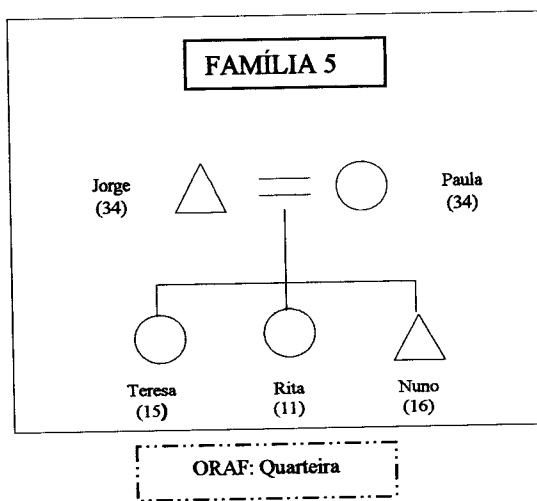 FAMÍLIA 5
Jorge
(34)
Paula
(34)
Teresa
(15)
Rita
(11)
Nuno
(16)
ORAF: Quarteira